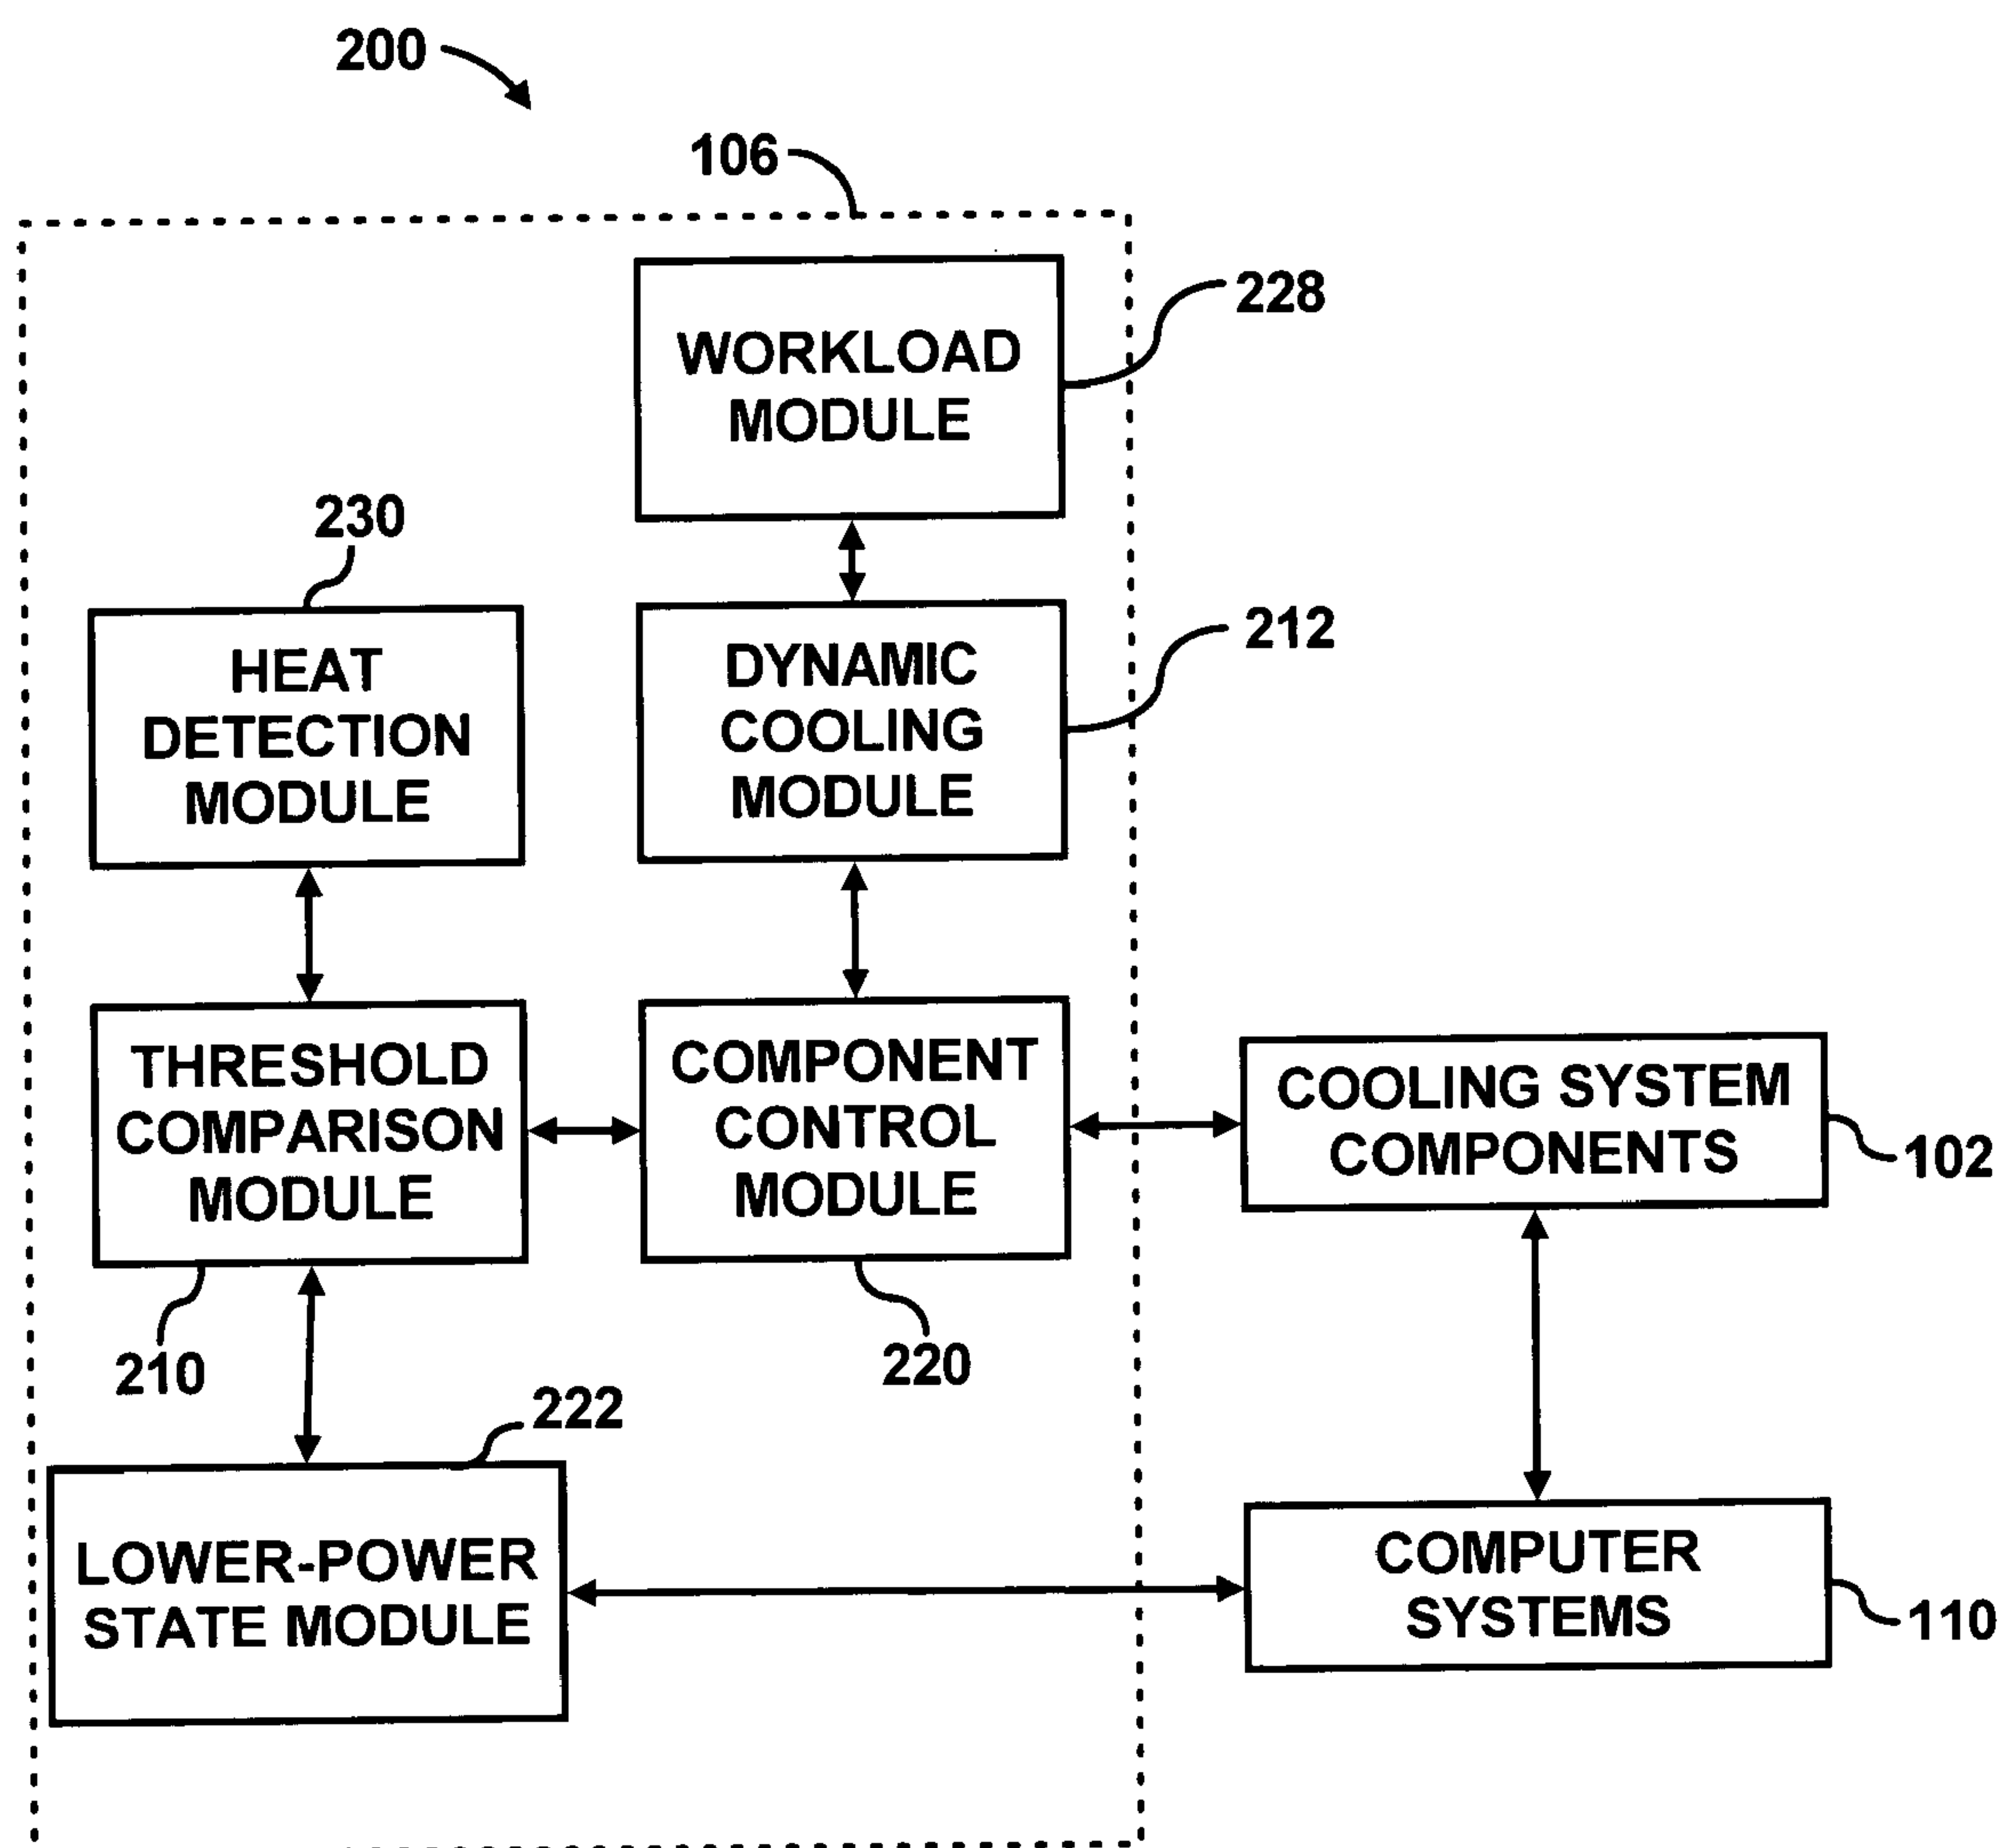 200
106
WORKLOAD
MODULE
228
230
HEAT
DETECTION
MODULE
DYNAMIC
COOLING
MODULE
212
THRESHOLD
COMPARISON
MODULE
COMPONENT
CONTROL
MODULE
COOLING SYSTEM
COMPONENTS
102
210
220
222
LOWER-POWER
STATE MODULE
COMPUTER
SYSTEMS
110